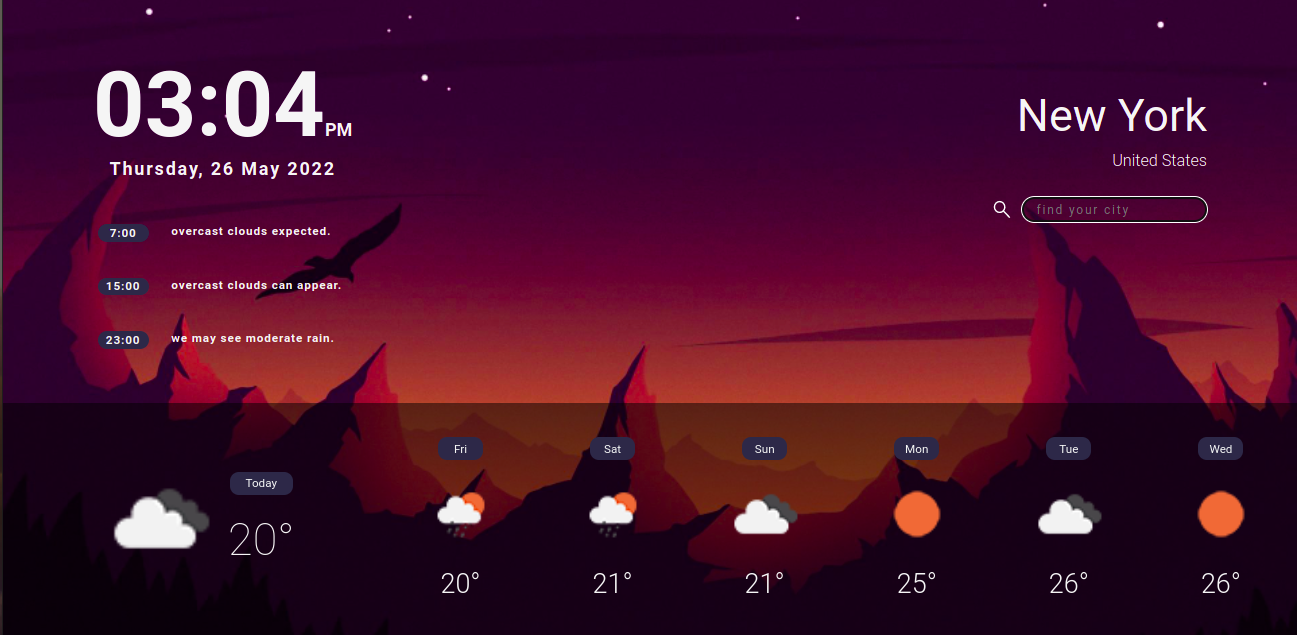 03:04 PM
Thursday, 26 May 2022
7:00 overcast clouds expected.
15:00 overcast clouds can appear.
23:00 we may see moderate rain.
New York
United States
find your city
Today
20°
Fri Sat Sun Mon Tue Wed
20° 21° 21° 25° 26° 26°